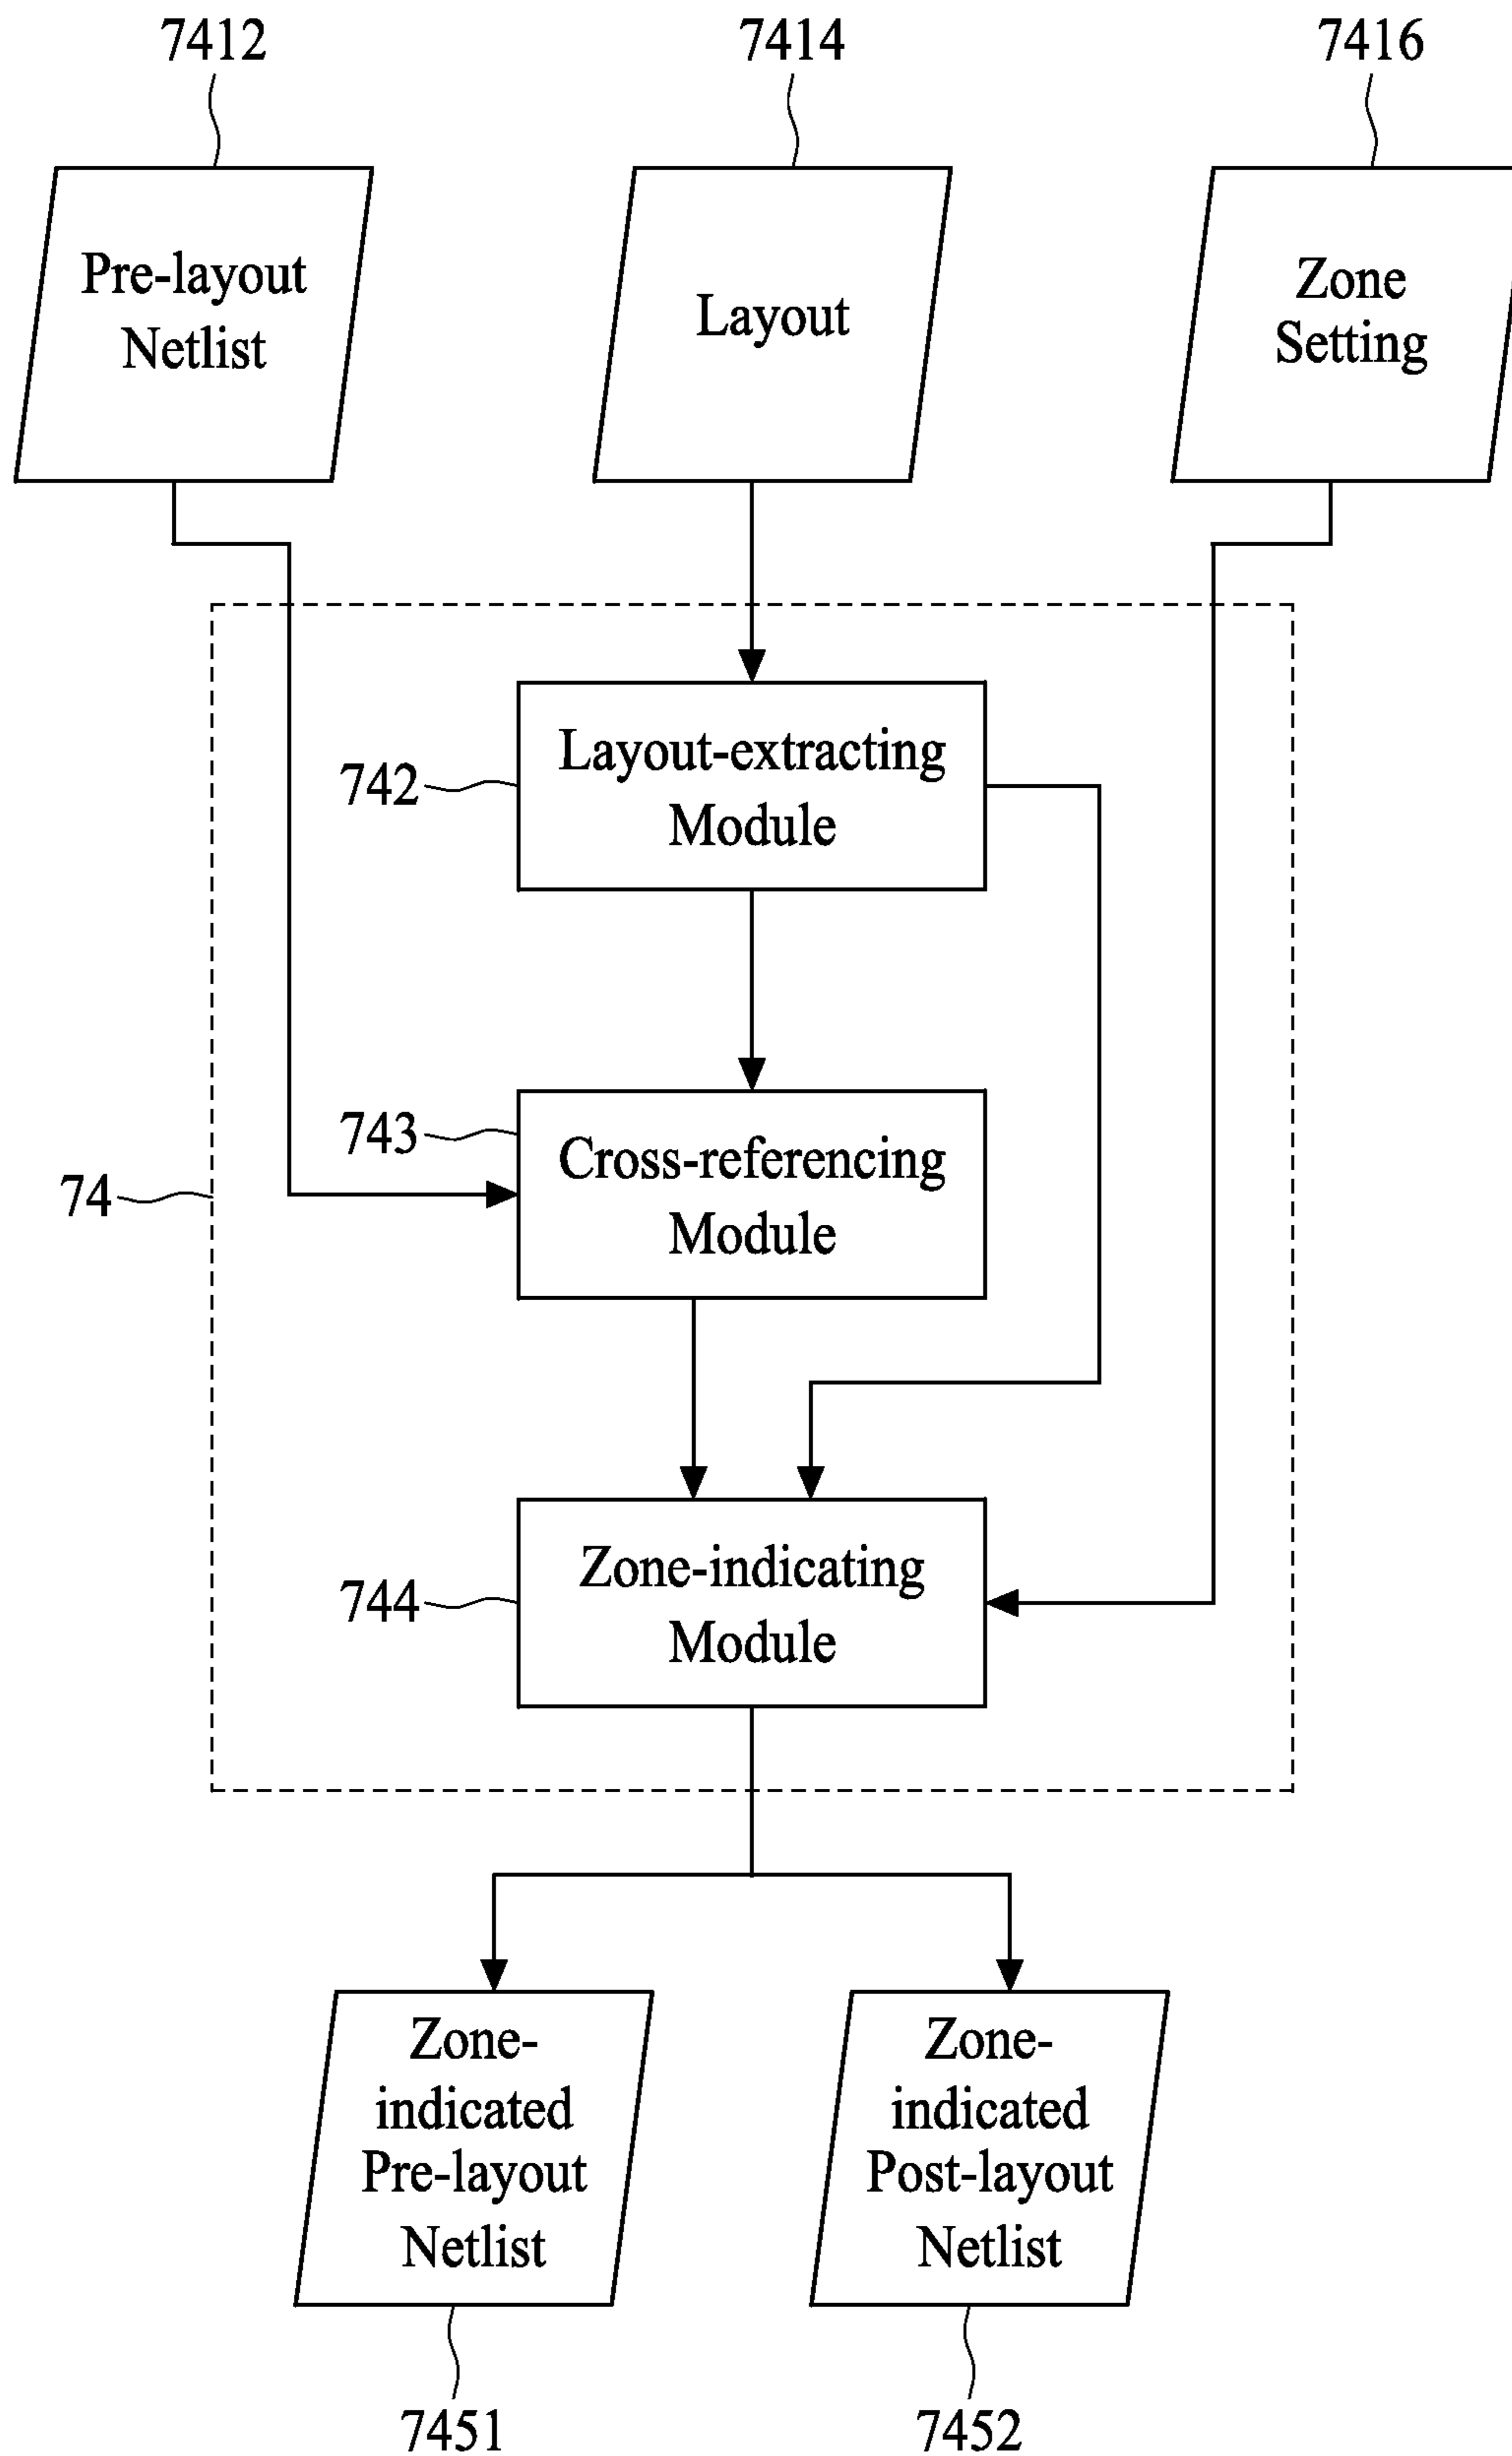 7412
7414
7416
Pre-layout
Netlist
Layout
Zone
Setting
Layout-extracting
Module
742
743
Cross-referencing
Module
74
Zone-indicating
Module
744
Zone-
indicated
Pre-layout
Netlist
Zone-
indicated
Post-layout
Netlist
7451
7452